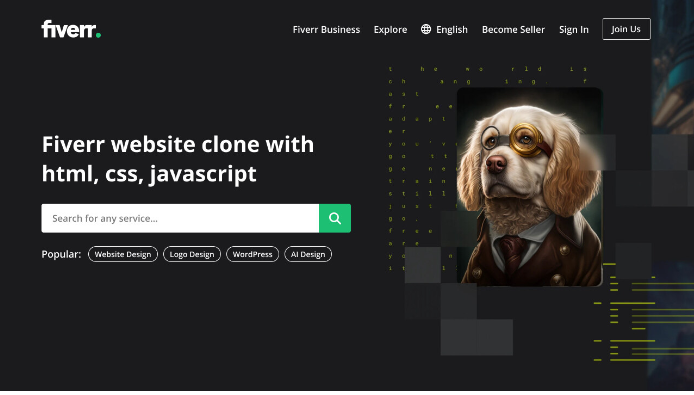 fiverr.
Fiverr Business Explore English Become Seller Sign In Join Us
Fiverr website clone with
html, css, javascript
Search for any service...
Popular: Website Design Logo Design WordPress AI Design
t h e w o r l d i s
c h a n g i n g . f
a s t
f r e e
a d u p t
e r
y o u ' v
g o i t
g e n e
t r a i n
s t i l l
j u s t
g o .
f r e e
a r e